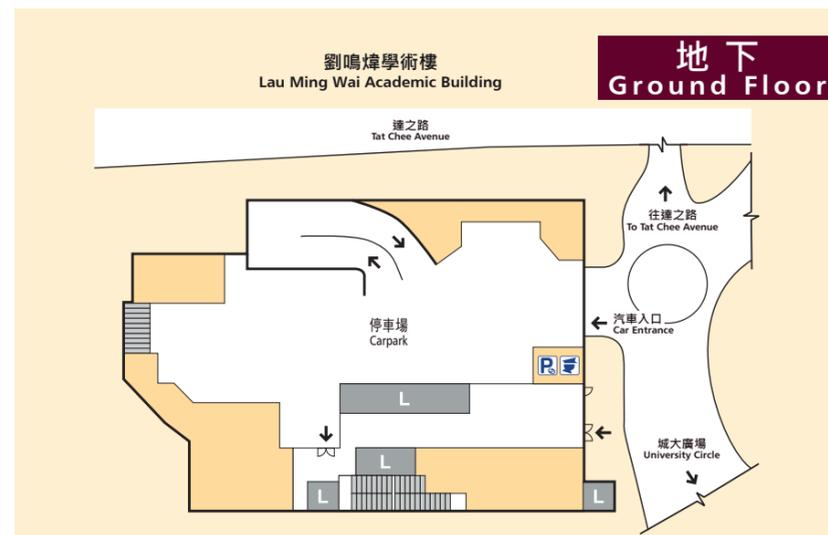 劉鳴煒學術樓
Lau Ming Wai Academic Building
地下
Ground Floor
達之路
Tat Chee Avenue
往達之路
To Tat Chee Avenue
停車場
Carpark
汽車入口
Car Entrance
P
L
L
L
L
城大廣場
University Circle